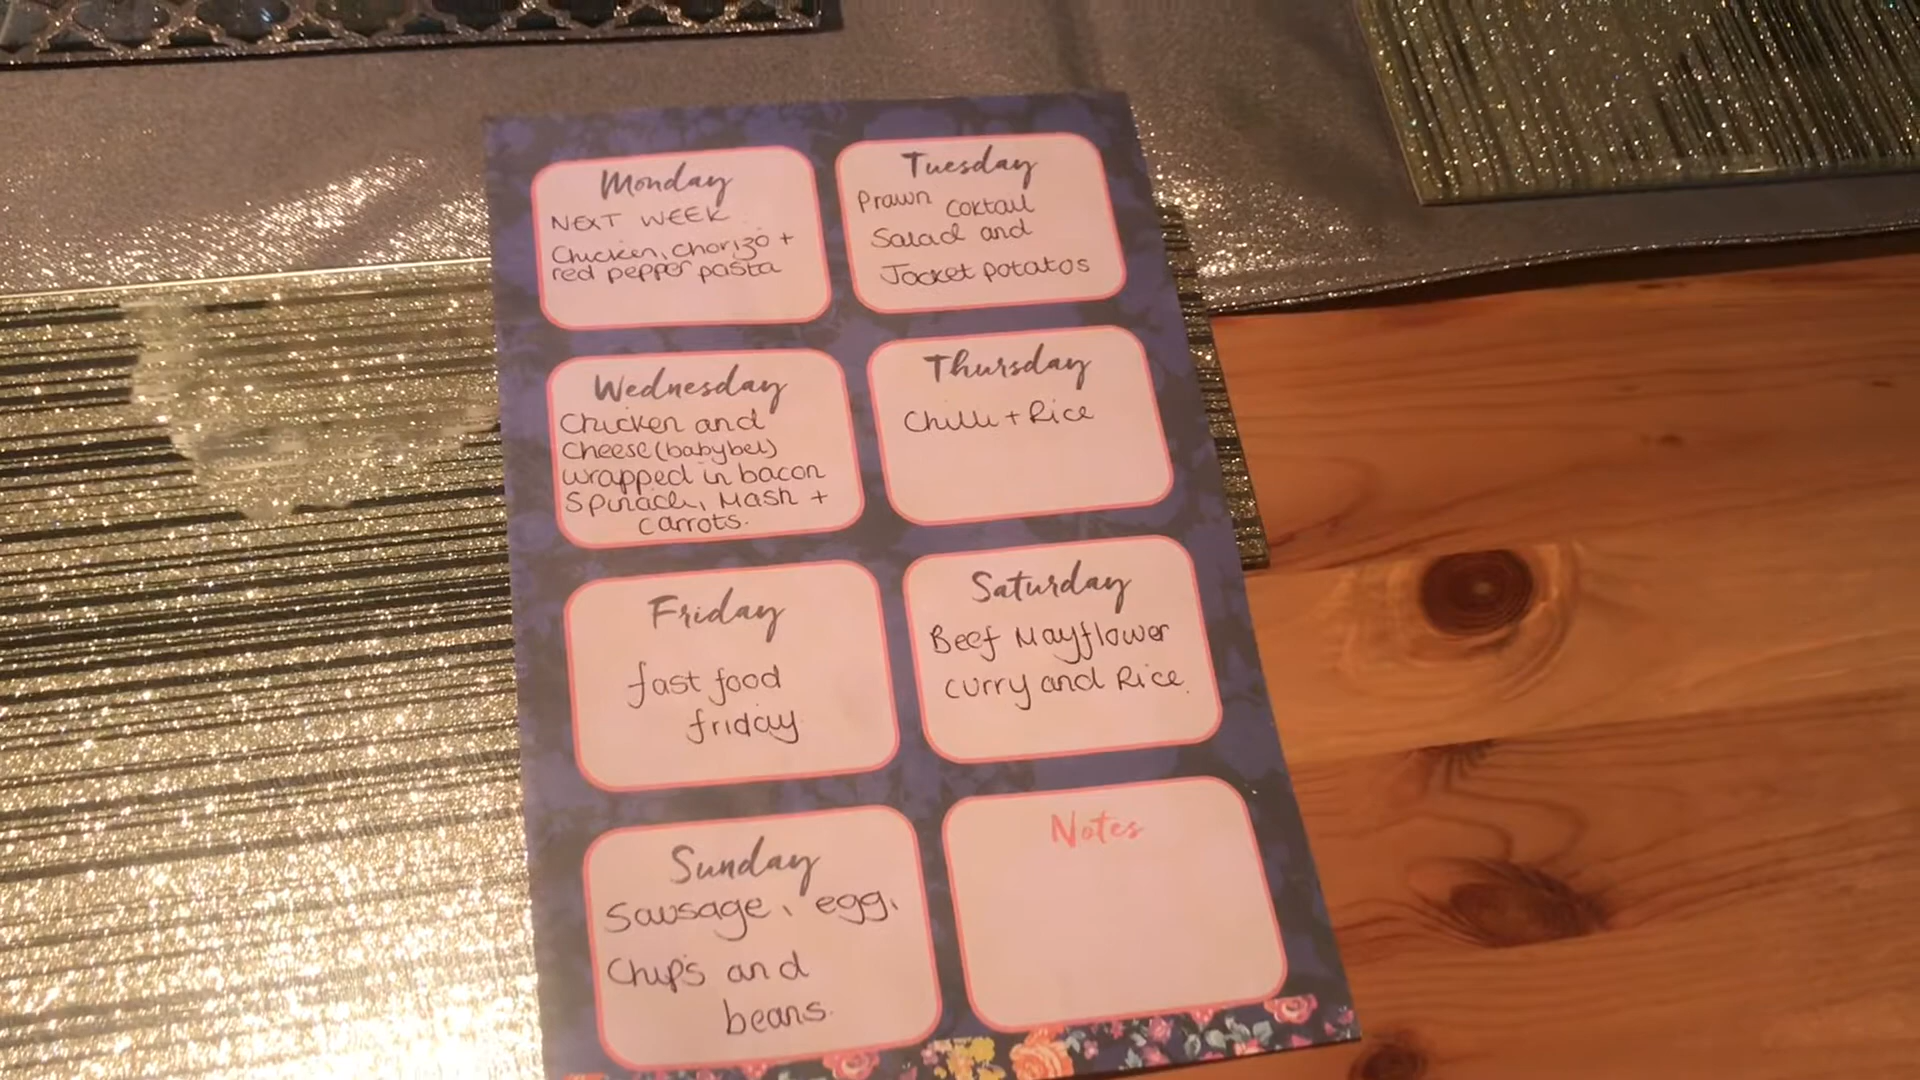 Monday
NEXT WEEK
Chicken, chorizo +
red pepper pasta
Tuesday
Prawn coktail
Salad and
Jacket potatos
Wednesday
Chicken and
Cheese (babybel)
wrapped in bacon
Spinach, Mash +
carrots.
Thursday
Chilli + Rice
Friday
fast food
friday
Saturday
Beef Mayflower
curry and Rice.
Sunday
Sausage, egg,
Chips and
beans.
Notes